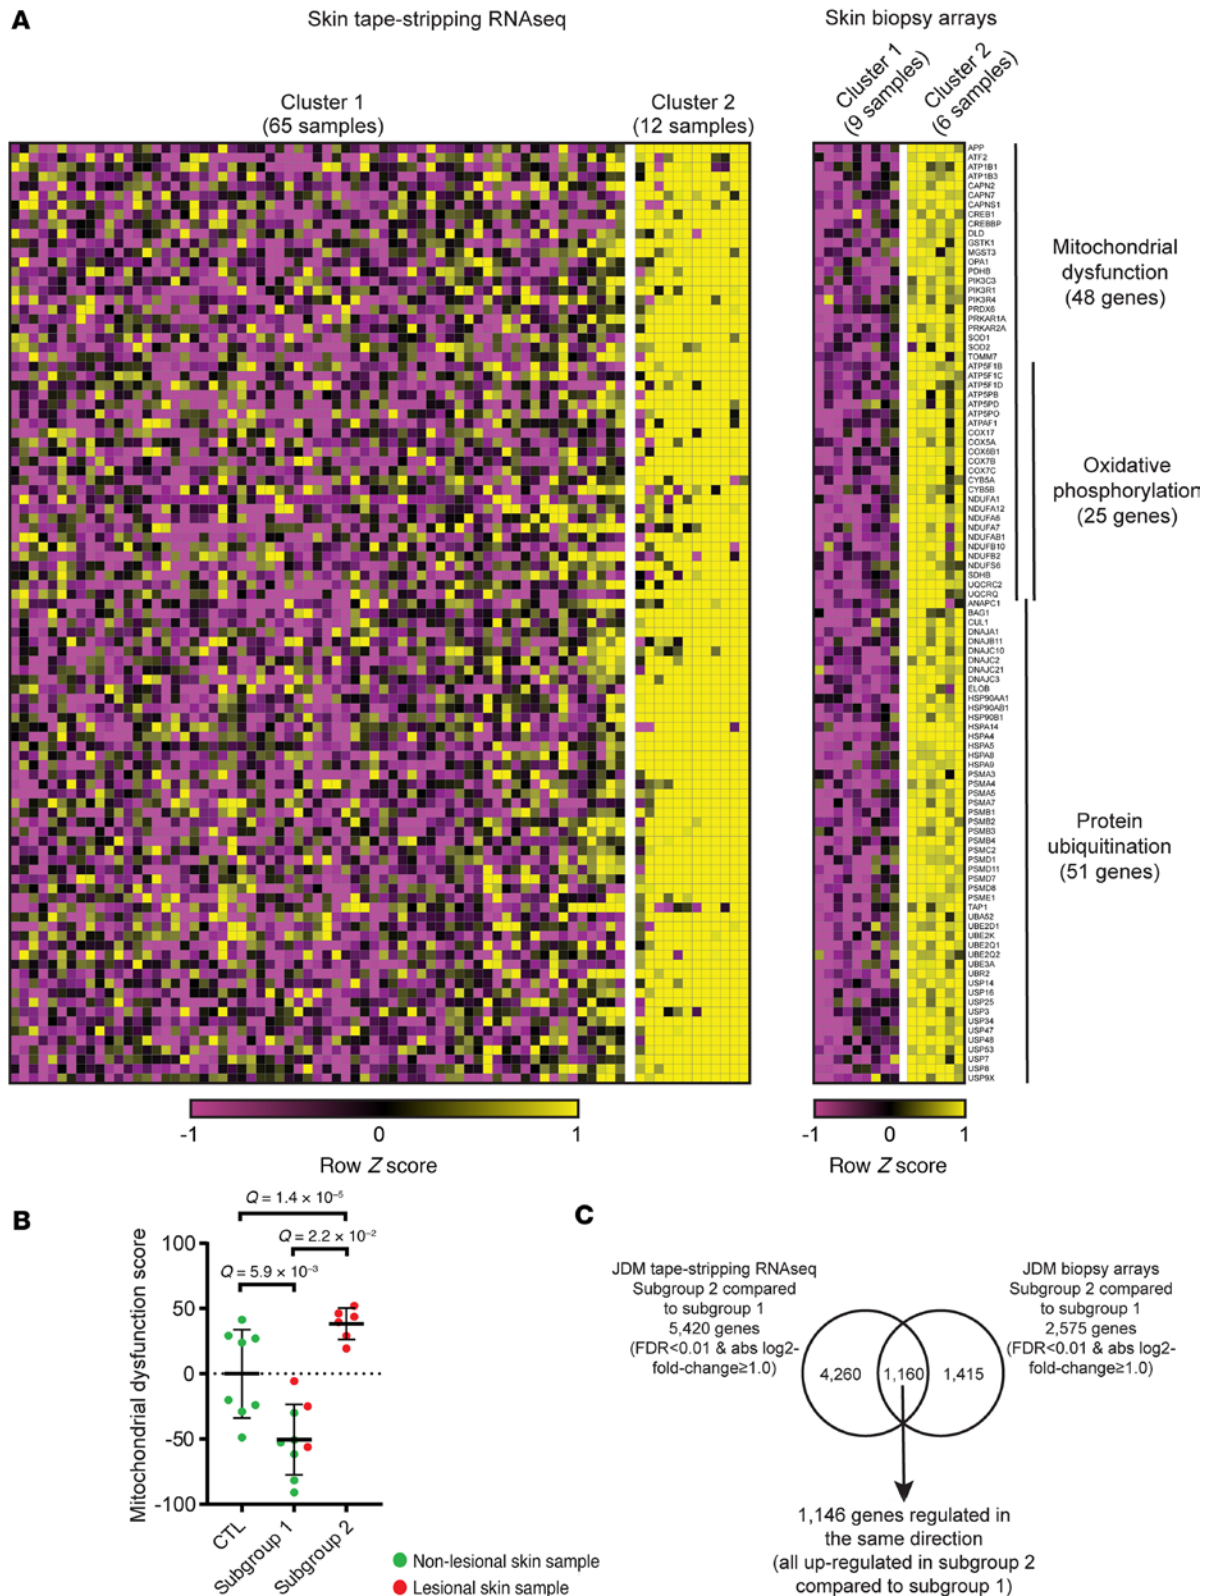 A
Skin tape-stripping RNAseq
Skin biopsy arrays
Cluster 1
(65 samples)
Cluster 2
(12 samples)
Cluster 1
(9 samples)
Cluster 2
(6 samples)
APP
ATF2
ATP1B1
ATP1B3
CAPN2
CAPN7
CAPNS1
CREB1
CREBBP
DLD
GSTK1
MGST3
OPA1
PDHB
PIK3C3
PIK3R1
PIK3R4
PRDX6
PRKAR1A
PRKAR2A
SOD1
SOD2
TOMM7
ATP5F1B
ATP5F1C
ATP5F1D
ATP5PB
ATP5PD
ATP5PO
ATPAF1
COX17
COX5A
COX6B1
COX7B
COX7C
CYB5A
CYB5B
NDUFA1
NDUFA12
NDUFA6
NDUFA7
NDUFAB1
NDUFB10
NDUFB2
NDUFS6
SDHB
UQCRC2
UQCRQ
ANAPC1
BAG1
CUL1
DNAJA1
DNAJB11
DNAJC10
DNAJC2
DNAJC21
DNAJC3
ELOB
HSP90AA1
HSP90AB1
HSP90B1
HSPA14
HSPA4
HSPA5
HSPA8
HSPA9
PSMA3
PSMA4
PSMA5
PSMA7
PSMB1
PSMB2
PSMB3
PSMB4
PSMC2
PSMD1
PSMD11
PSMD7
PSMD8
PSME1
TAP1
UBA52
UBE2D1
UBE2K
UBE2Q1
UBE2Q2
UBE3A
UBR2
USP14
USP16
USP25
USP3
USP34
USP47
USP48
USP53
USP7
USP8
USP9X
Mitochondrial
dysfunction
(48 genes)
Oxidative
phosphorylation
(25 genes)
Protein
ubiquitination
(51 genes)
-1
0
1
Row Z score
-1
0
1
Row Z score
B
Mitochondrial dysfunction score
100
50
0
-50
-100
Q = 1.4 × 10⁻⁵
Q = 2.2 × 10⁻²
Q = 5.9 × 10⁻³
CTL
Subgroup 1
Subgroup 2
Non-lesional skin sample
Lesional skin sample
C
JDM tape-stripping RNAseq
Subgroup 2 compared
to subgroup 1
5,420 genes
(FDR<0.01 & abs log2-
fold-change≥1.0)
JDM biopsy arrays
Subgroup 2 compared
to subgroup 1
2,575 genes
(FDR<0.01 & abs log2-
fold-change≥1.0)
4,260
1,160
1,415
1,146 genes regulated in
the same direction
(all up-regulated in subgroup 2
compared to subgroup 1)